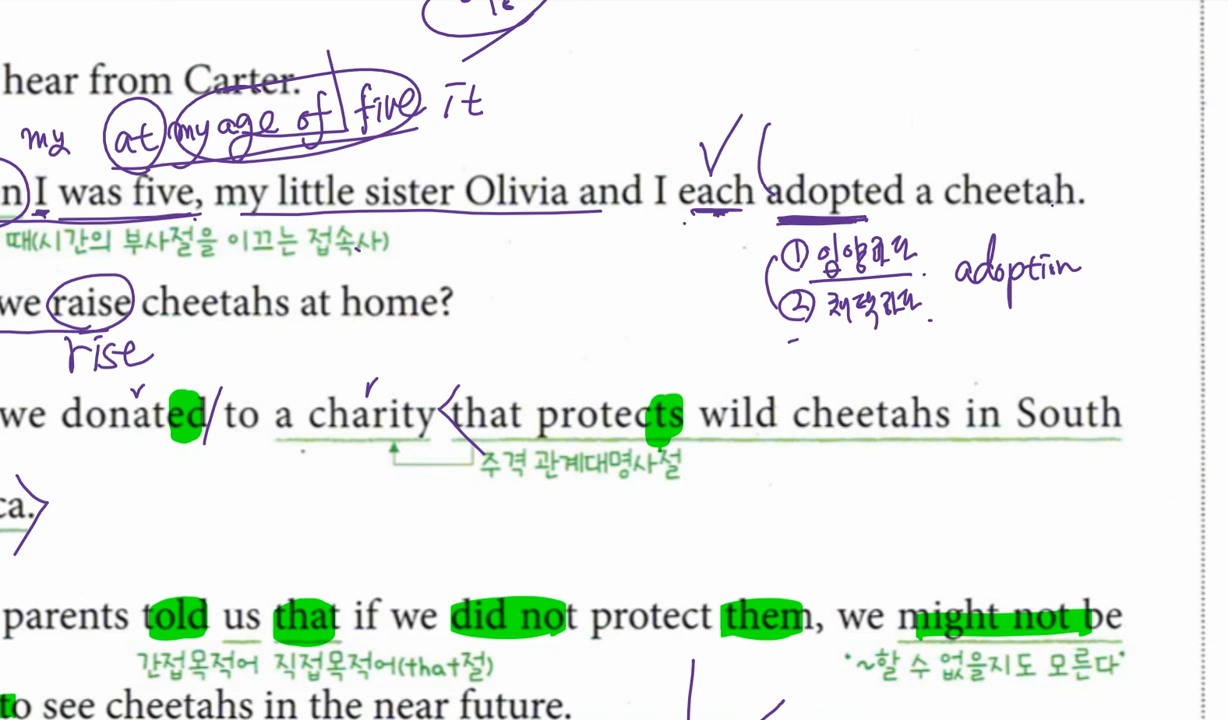 hear from Carter.
my at my age of five it
n I was five, my little sister Olivia and I each adopted a cheetah.
때(시간의 부사절을 이끄는 접속사)
① 입양하다
adoption
② 채택하다
we raise cheetahs at home?
rise
we donated to a charity that protects wild cheetahs in South
주격 관계대명사절
ca.
parents told us that if we did not protect them, we might not be
간접목적어 직접목적어(that절) '~할 수 없을지도 모른다'
to see cheetahs in the near future.